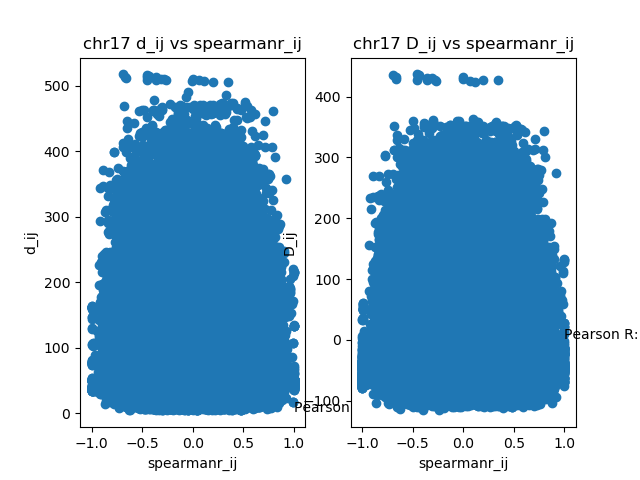 chr17 d_ij vs spearmanr_ij
d_ij
500
400
300
200
100
0
−1.0 −0.5 0.0 0.5 1.0
spearmanr_ij
Pearson
chr17 D_ij vs spearmanr_ij
D_ij
400
300
200
100
0
−100
−1.0 −0.5 0.0 0.5 1.0
spearmanr_ij
Pearson R: